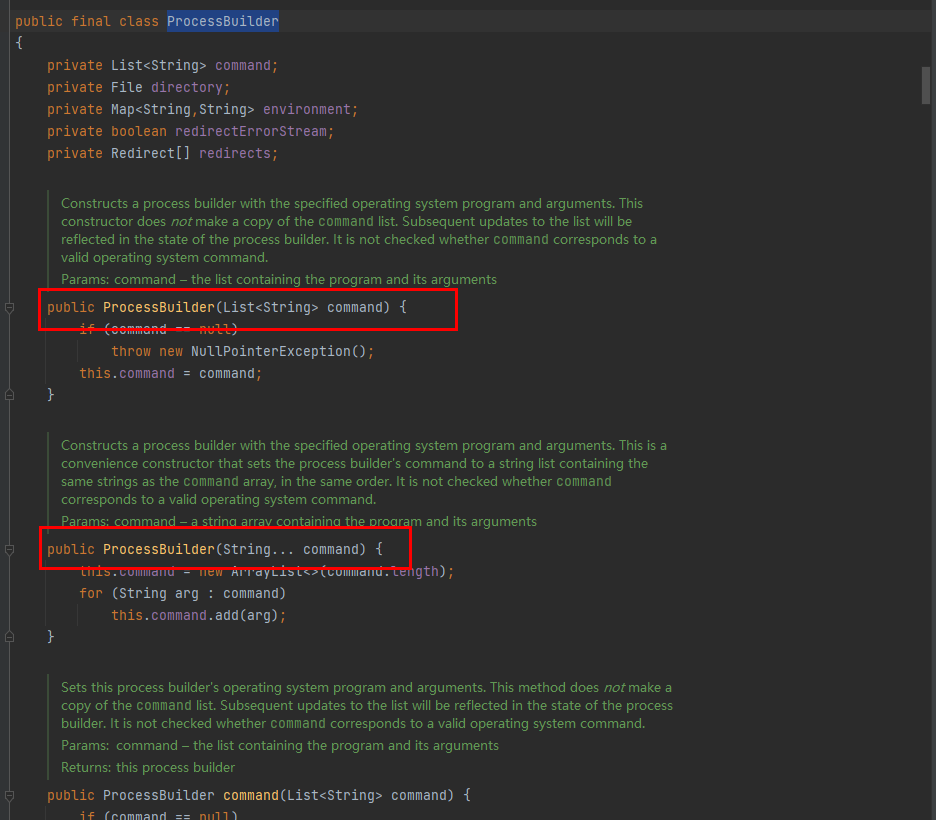 public final class ProcessBuilder
{
private List<String> command;
private File directory;
private Map<String,String> environment;
private boolean redirectErrorStream;
private Redirect[] redirects;
Constructs a process builder with the specified operating system program and arguments. This
constructor does not make a copy of the command list. Subsequent updates to the list will be
reflected in the state of the process builder. It is not checked whether command corresponds to a
valid operating system command.
Params: command – the list containing the program and its arguments
public ProcessBuilder(List<String> command) {
if (command == null)
throw new NullPointerException();
this.command = command;
}
Constructs a process builder with the specified operating system program and arguments. This is a
convenience constructor that sets the process builder's command to a string list containing the
same strings as the command array, in the same order. It is not checked whether command
corresponds to a valid operating system command.
Params: command – a string array containing the program and its arguments
public ProcessBuilder(String... command) {
this.command = new ArrayList<>(command.length);
for (String arg : command)
this.command.add(arg);
}
Sets this process builder's operating system program and arguments. This method does not make a
copy of the command list. Subsequent updates to the list will be reflected in the state of the process
builder. It is not checked whether command corresponds to a valid operating system command.
Params: command – the list containing the program and its arguments
Returns: this process builder
public ProcessBuilder command(List<String> command) {
if (command == null)